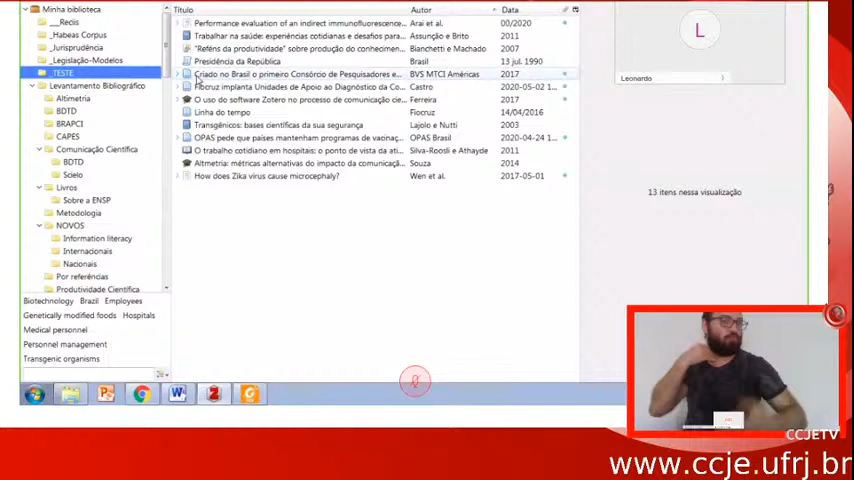 Minha biblioteca
__Reciis
_Habeas Corpus
_Jurisprudência
_Legislação-Modelos
_TESTE
Levantamento Bibliográfico
Altimetria
BDTD
BRAPCI
CAPES
Comunicação Científica
BDTD
Scielo
Livros
Sobre a ENSP
Metodologia
NOVOS
Information literacy
Internacionais
Nacionais
Por referências
Produtividade Científica
Biotechnology Brazil Employees
Genetically modified foods Hospitals
Medical personnel
Personnel management
Transgenic organisms
Título Autor Data
Performance evaluation of an indirect immunofluorescence... Arai et al. 00/2020
Trabalhar na saúde: experiências cotidianas e desafios para... Assunção e Brito 2011
"Reféns da produtividade" sobre produção do conhecimen... Bianchetti e Machado 2007
Presidência da República Brasil 13 jul. 1990
Criado no Brasil o primeiro Consórcio de Pesquisadores e... BVS MTCI Américas 2017
Fiocruz implanta Unidades de Apoio ao Diagnóstico da Co... Castro 2020-05-02 1...
O uso do software Zotero no processo de comunicação cie... Ferreira 2017
Linha do tempo Fiocruz 14/04/2016
Transgênicos: bases científicas da sua segurança Lajolo e Nutti 2003
OPAS pede que países mantenham programas de vacinaç... OPAS Brasil 2020-04-24 1...
O trabalho cotidiano em hospitais: o ponto de vista da ati... Silva-Roosli e Athayde 2011
Altmetria: métricas alternativas do impacto da comunicaçã... Souza 2014
How does Zika virus cause microcephaly? Wen et al. 2017-05-01
L
Leonardo
13 itens nessa visualização
CCJETV
www.ccje.ufrj.br